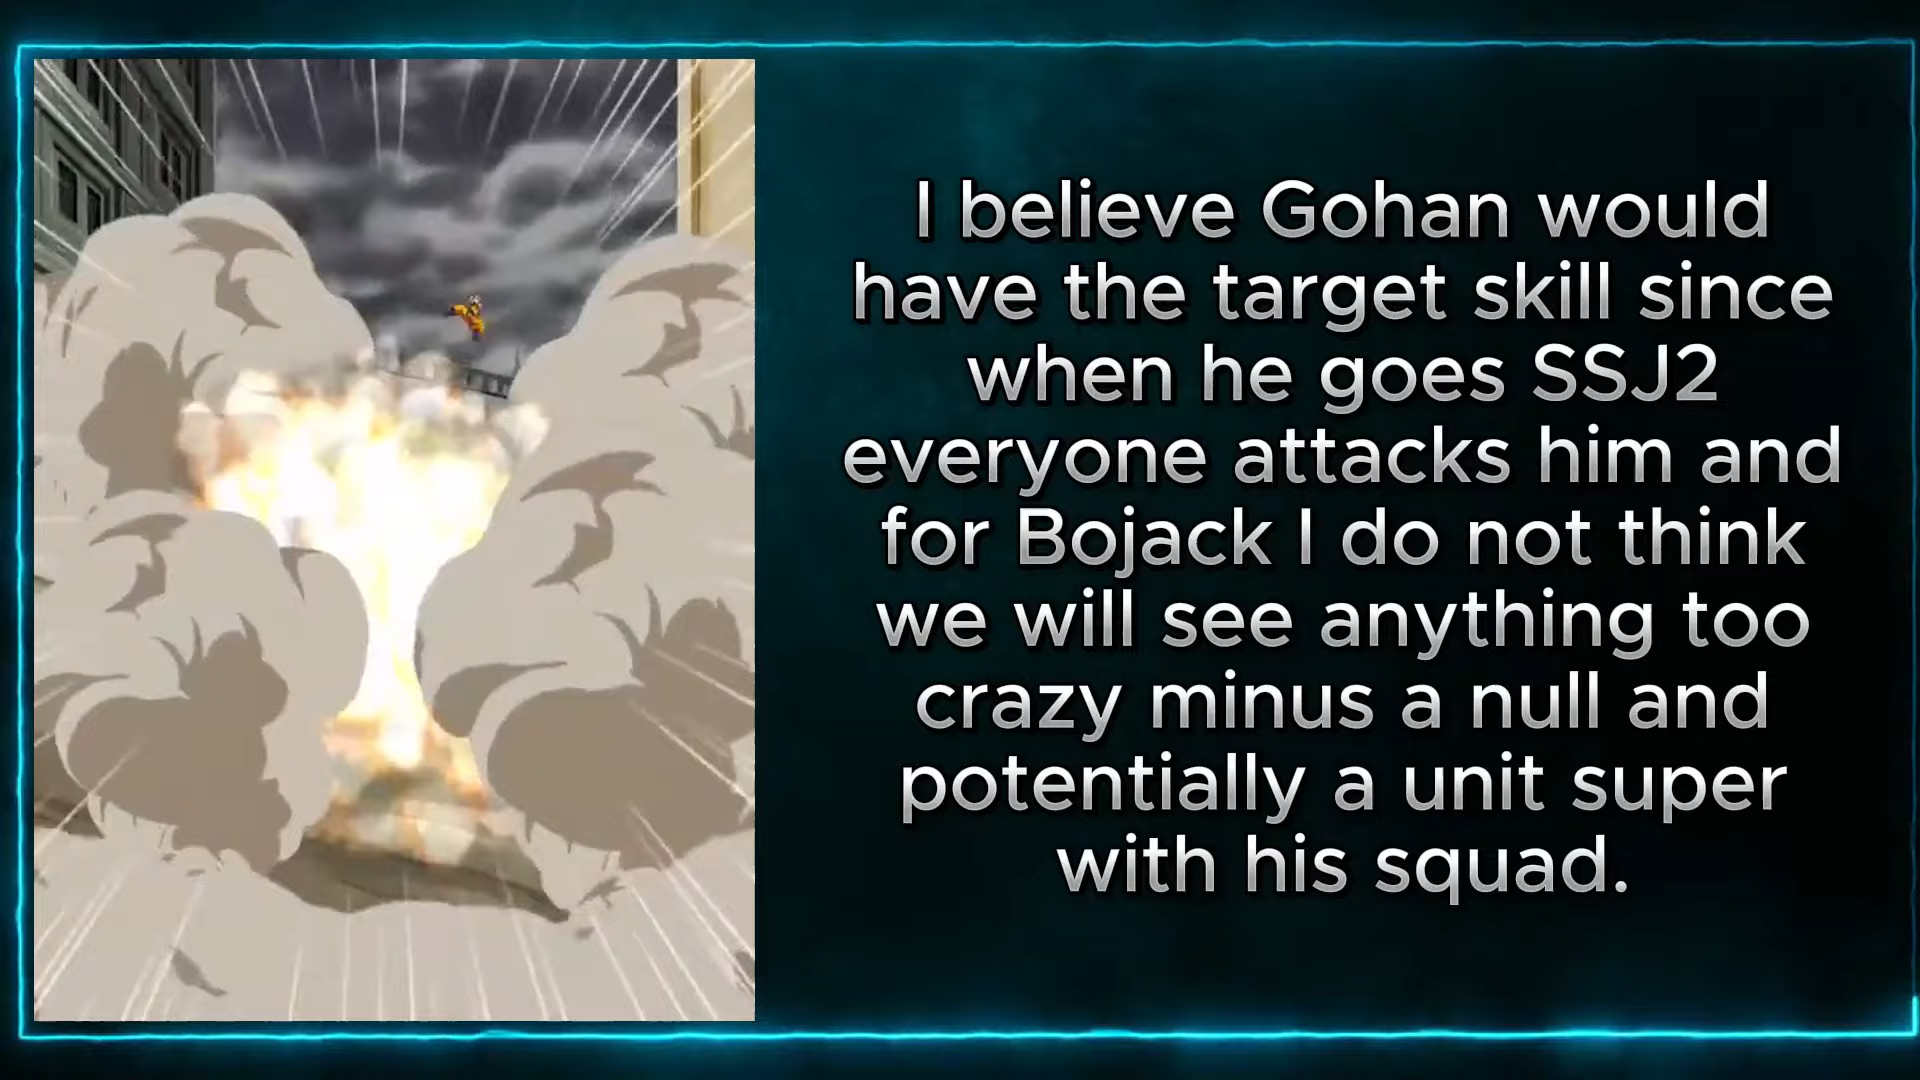 I believe Gohan would
have the target skill since
when he goes SSJ2
everyone attacks him and
for Bojack I do not think
we will see anything too
crazy minus a null and
potentially a unit super
with his squad.